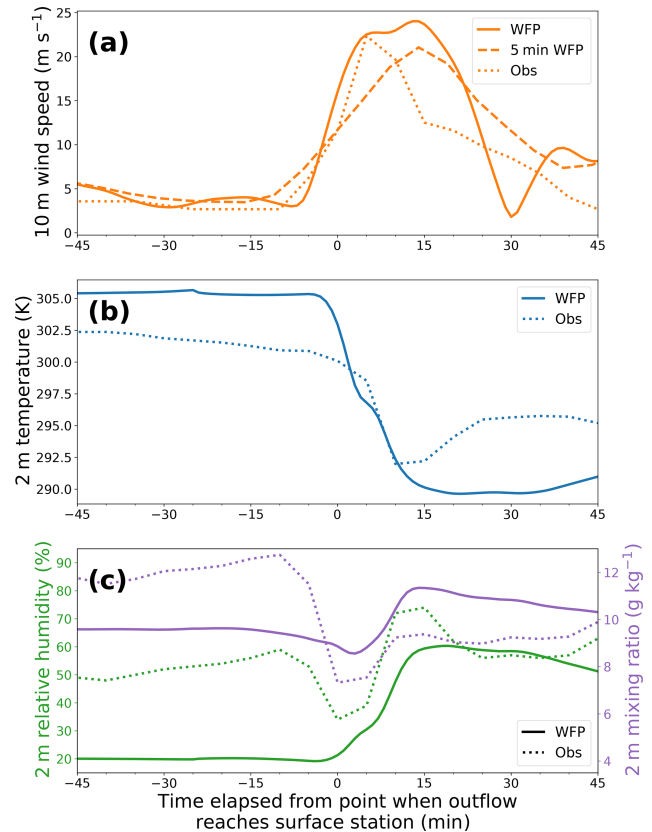 (a)
10 m wind speed (m s⁻¹)
25
20
15
10
5
0
WFP
5 min WFP
Obs
−45 −30 −15 0 15 30 45
(b)
2 m temperature (K)
305.0
302.5
300.0
297.5
295.0
292.5
290.0
WFP
Obs
−45 −30 −15 0 15 30 45
(c)
2 m relative humidity (%)
90
80
70
60
50
40
30
20
2 m mixing ratio (g kg⁻¹)
12
10
8
6
4
WFP
Obs
−45 −30 −15 0 15 30 45
Time elapsed from point when outflow
reaches surface station (min)